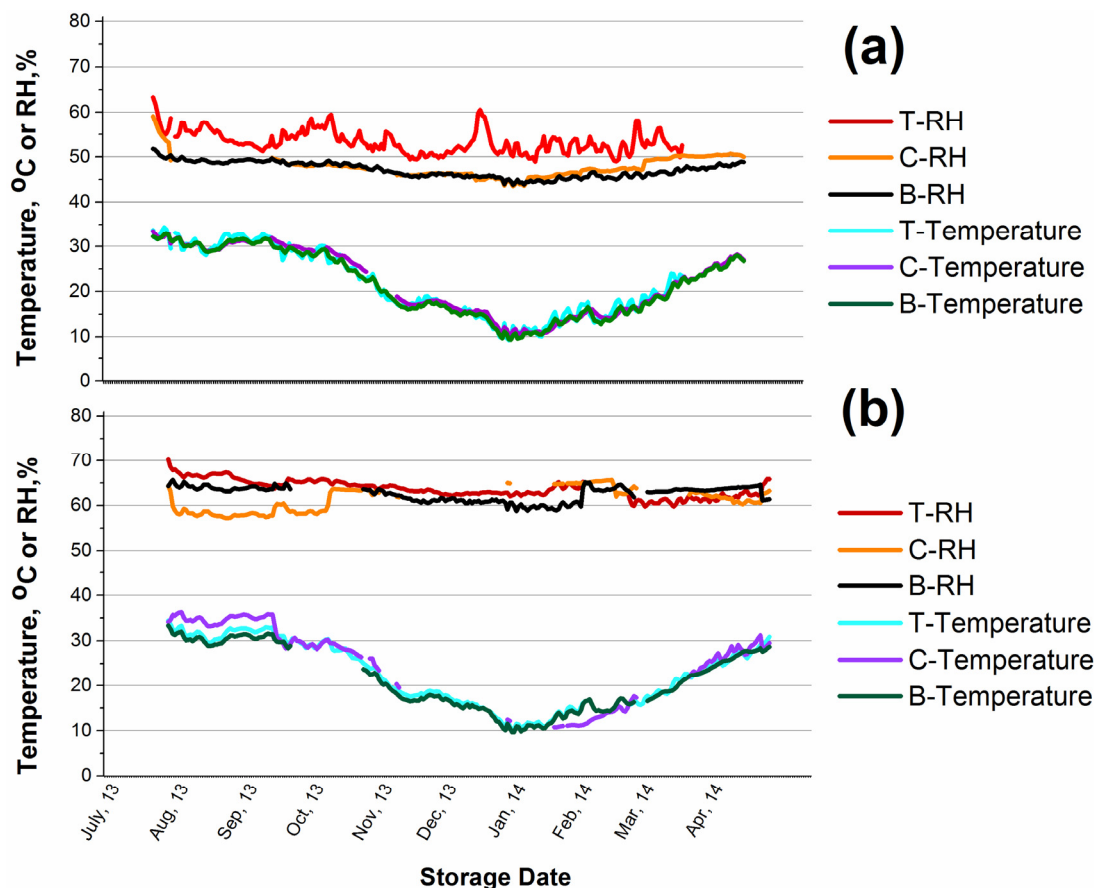 Temperature, ºC or RH,%
80
70
60
50
40
30
20
10
0
(a)
T-RH
C-RH
B-RH
T-Temperature
C-Temperature
B-Temperature
Temperature, ºC or RH,%
80
70
60
50
40
30
20
10
0
(b)
T-RH
C-RH
B-RH
T-Temperature
C-Temperature
B-Temperature
July, 13
Aug, 13
Sep, 13
Oct, 13
Nov, 13
Dec, 13
Jan, 14
Feb, 14
Mar, 14
Apr, 14
Storage Date